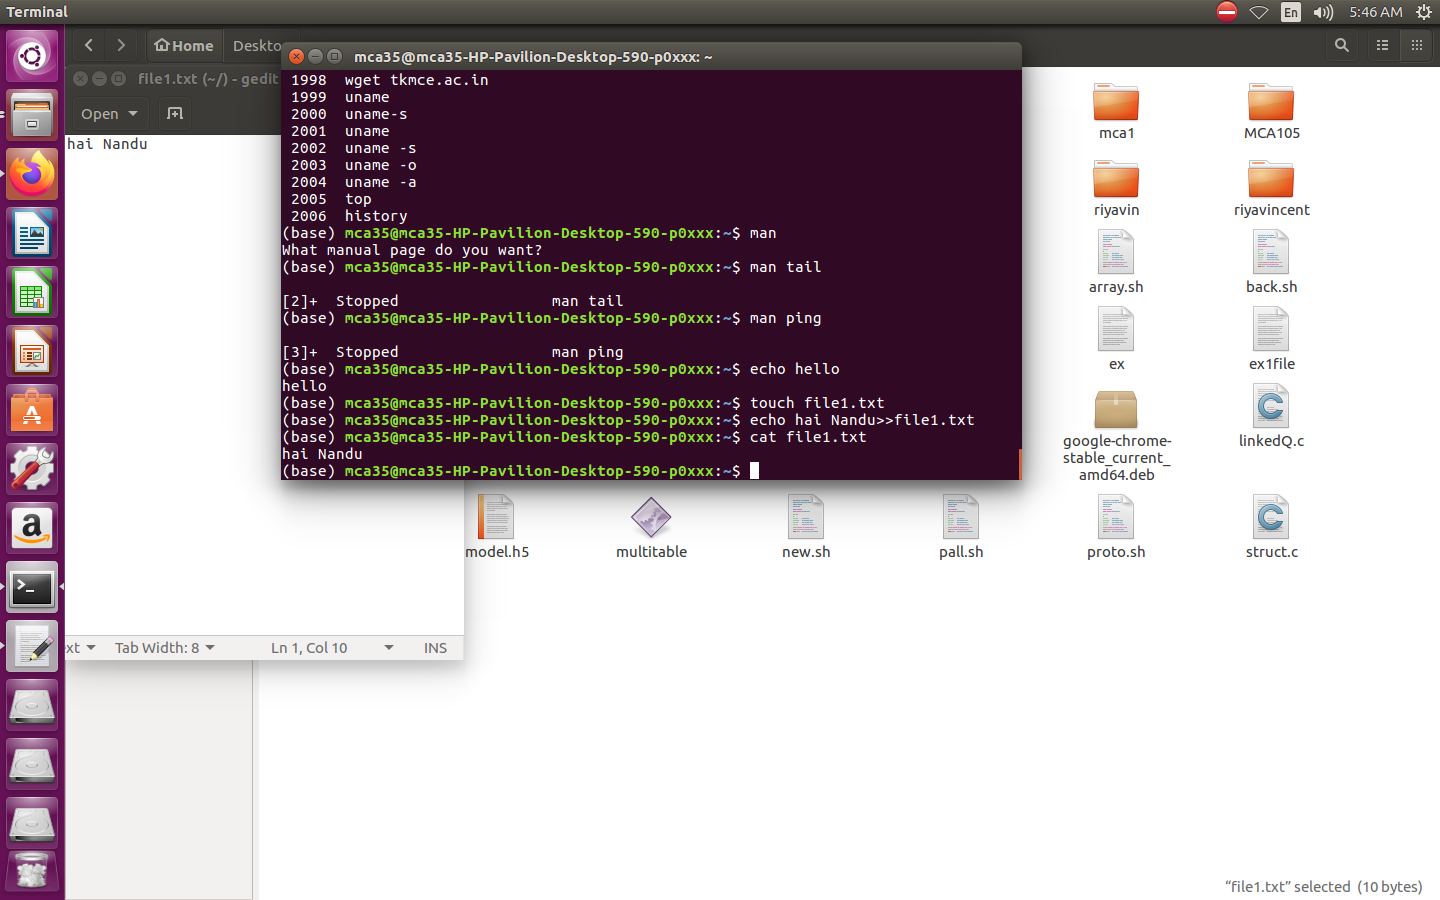 Terminal
En
5:46 AM
Home
Deskto
file1.txt (~/) - gedit
Open
hai Nandu
mca35@mca35-HP-Pavilion-Desktop-590-p0xxx: ~
1998 wget tkmce.ac.in
1999 uname
2000 uname-s
2001 uname
2002 uname -s
2003 uname -o
2004 uname -a
2005 top
2006 history
(base) mca35@mca35-HP-Pavilion-Desktop-590-p0xxx:~$ man
What manual page do you want?
(base) mca35@mca35-HP-Pavilion-Desktop-590-p0xxx:~$ man tail
[2]+ Stopped man tail
(base) mca35@mca35-HP-Pavilion-Desktop-590-p0xxx:~$ man ping
[3]+ Stopped man ping
(base) mca35@mca35-HP-Pavilion-Desktop-590-p0xxx:~$ echo hello
hello
(base) mca35@mca35-HP-Pavilion-Desktop-590-p0xxx:~$ touch file1.txt
(base) mca35@mca35-HP-Pavilion-Desktop-590-p0xxx:~$ echo hai Nandu>>file1.txt
(base) mca35@mca35-HP-Pavilion-Desktop-590-p0xxx:~$ cat file1.txt
hai Nandu
(base) mca35@mca35-HP-Pavilion-Desktop-590-p0xxx:~$
mca1
MCA105
riyavin
riyavincent
array.sh
back.sh
ex
ex1file
google-chrome-
stable_current_
amd64.deb
linkedQ.c
model.h5
multitable
new.sh
pall.sh
proto.sh
struct.c
ext
Tab Width: 8
Ln 1, Col 10
INS
“file1.txt” selected (10 bytes)